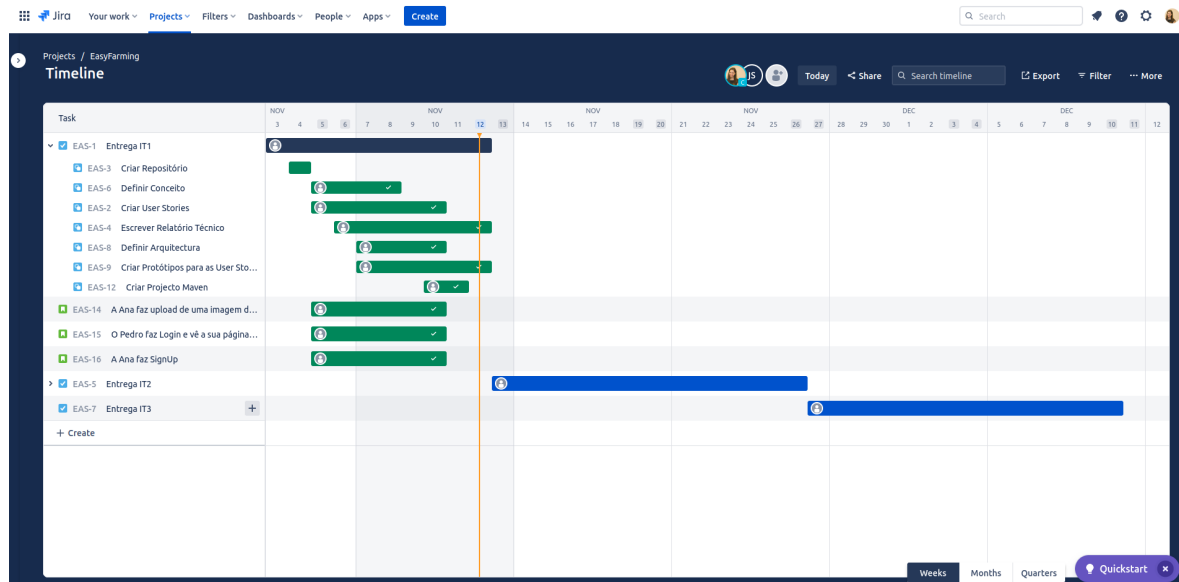 Jira Your work Projects Filters Dashboards People Apps Create Search
Projects / EasyFarming
Timeline
JS Today Share Search timeline Export Filter ··· More
Task
NOV NOV NOV NOV DEC DEC
3 4 5 6 7 8 9 10 11 12 13 14 15 16 17 18 19 20 21 22 23 24 25 26 27 28 29 30 1 2 3 4 5 6 7 8 9 10 11 12
EAS-1 Entrega IT1
EAS-3 Criar Repositório
EAS-6 Definir Conceito
EAS-2 Criar User Stories
EAS-4 Escrever Relatório Técnico
EAS-8 Definir Arquitectura
EAS-9 Criar Protótipos para as User Sto...
EAS-12 Criar Projecto Maven
EAS-14 A Ana faz upload de uma imagem d...
EAS-15 O Pedro faz Login e vê a sua página...
EAS-16 A Ana faz SignUp
EAS-5 Entrega IT2
EAS-7 Entrega IT3 +
+ Create
Weeks Months Quarters Quickstart